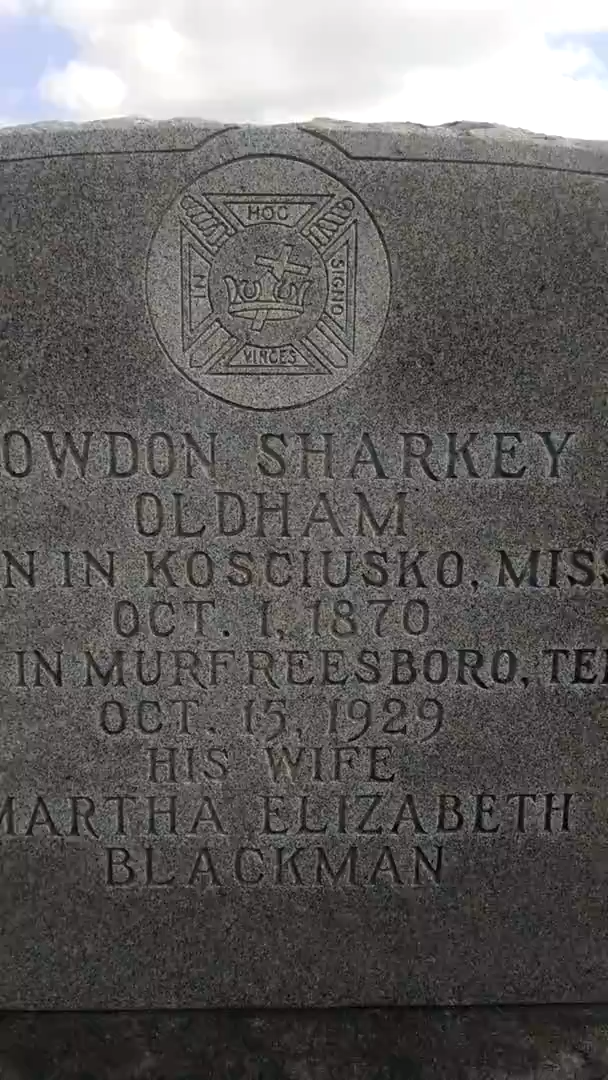 HOC
IN
SIGNO
VINCES
OWDON SHARKEY
OLDHAM
N IN KOSCIUSKO, MISS
OCT. 1, 1870
IN MURFREESBORO, TE
OCT. 15, 1929
HIS WIFE
MARTHA ELIZABETH
BLACKMAN